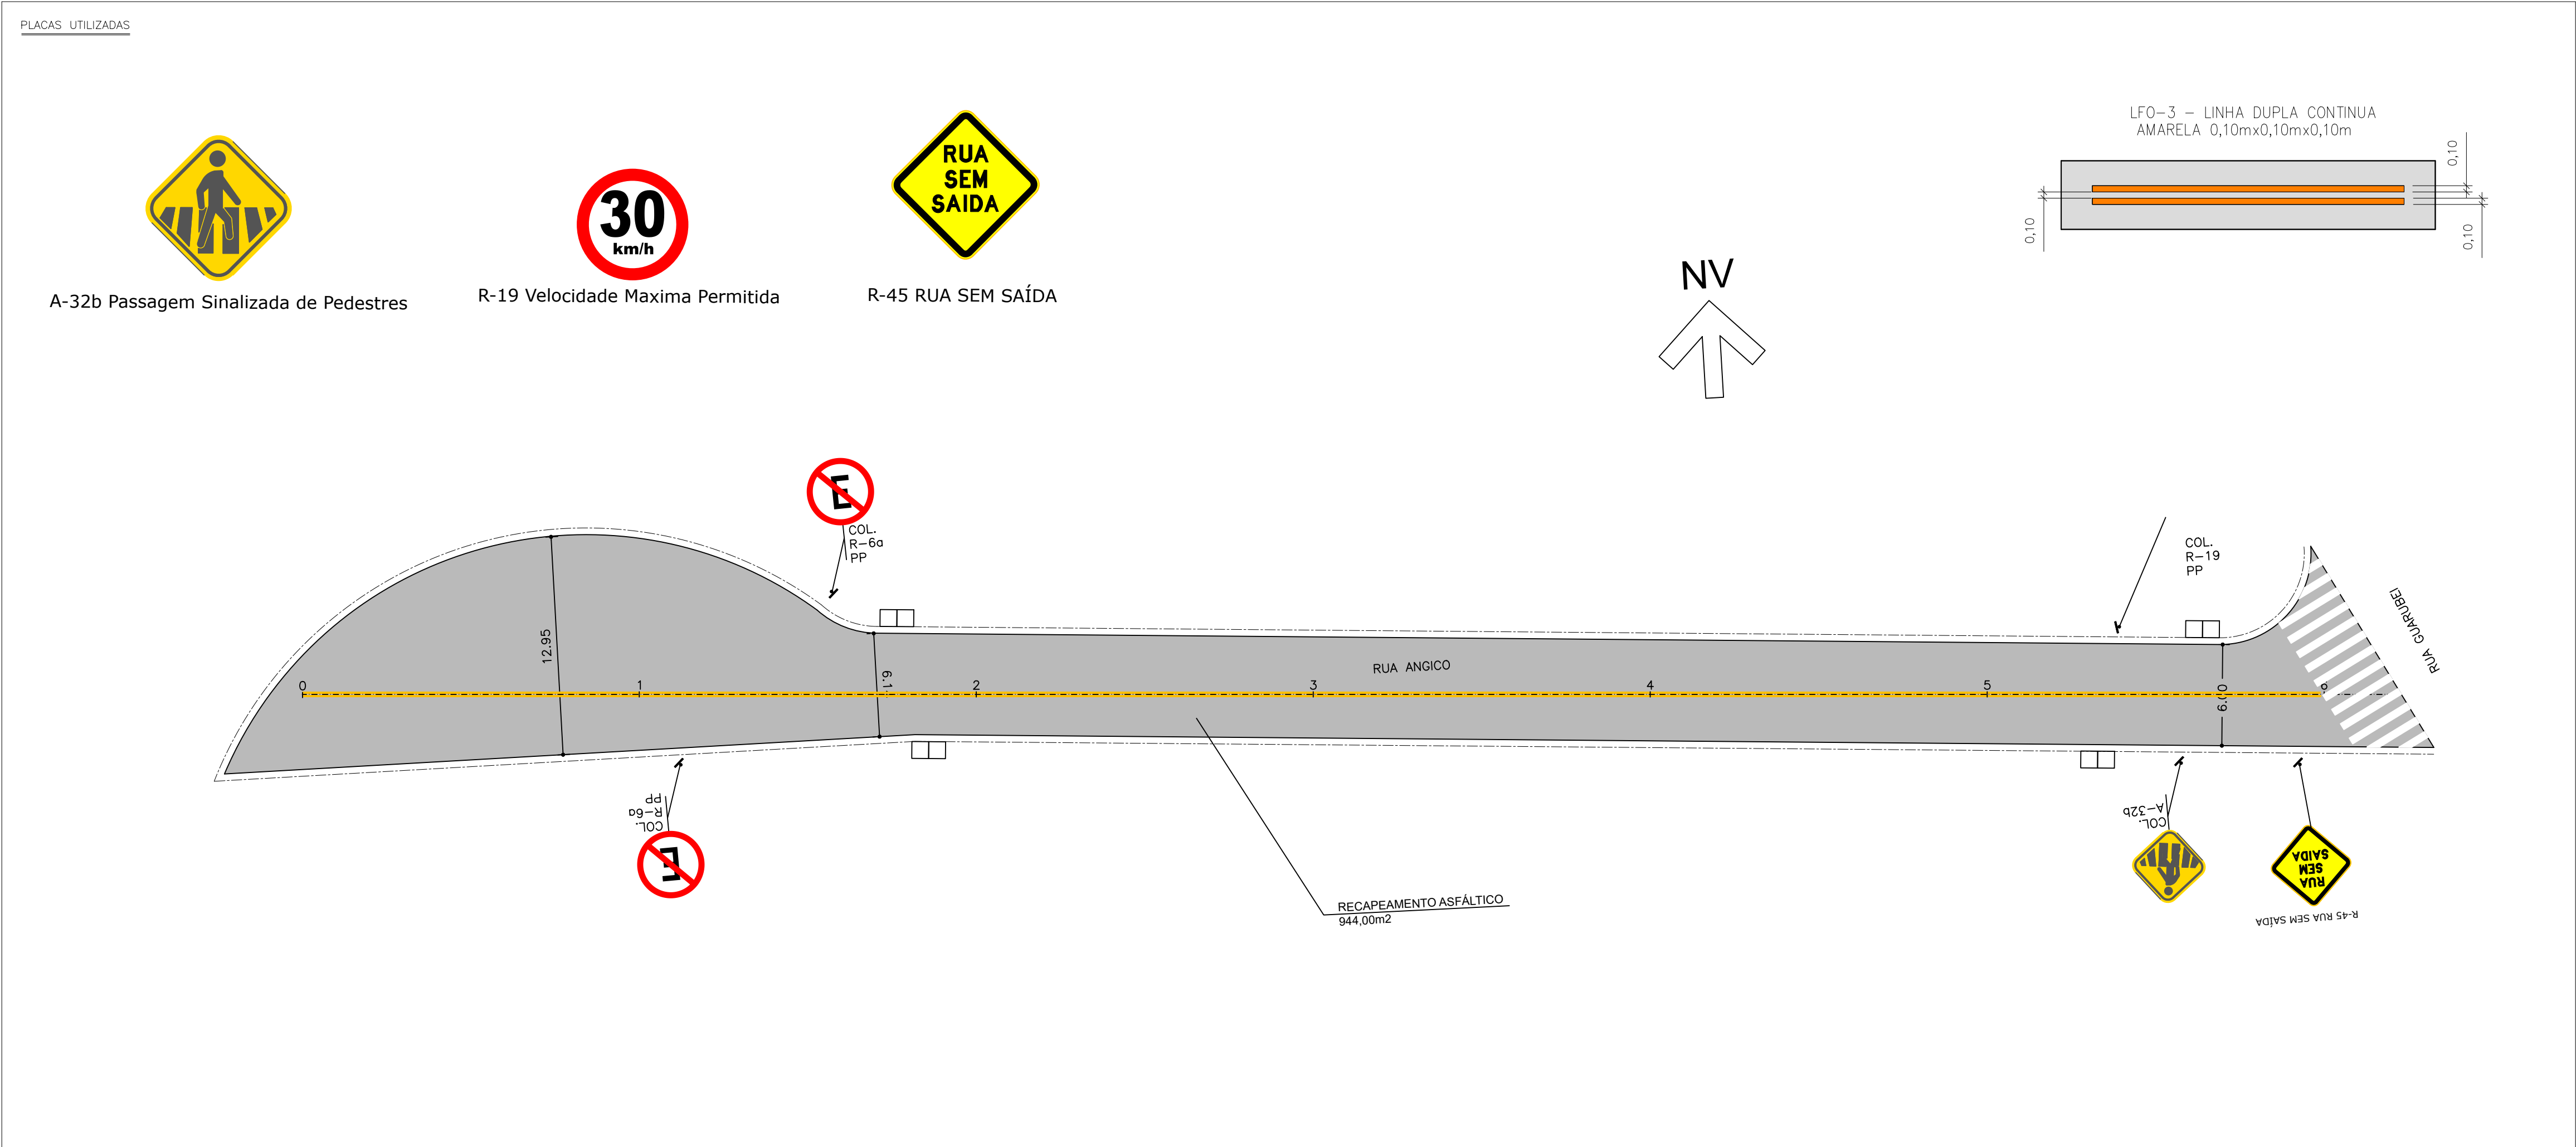 PLACAS UTILIZADAS
LFO-3 - LINHA DUPLA CONTINUA
AMARELA 0,10mx0,10mx0,10m
0,10
0,10
0,10
RUA
SEM
SAIDA
30
km/h
A-32b Passagem Sinalizada de Pedestres
R-19 Velocidade Maxima Permitida
R-45 RUA SEM SAÍDA
NV
E
COL.
R-6a
PP
COL.
R-19
PP
RUA GUARUBEI
12.95
6.1
RUA ANGICO
0
1
2
3
4
5
6.0
COL.
R-6a
PP
E
COL.
A-32b
RUA
SEM
SAIDA
R-45 RUA SEM SAÍDA
RECAPEAMENTO ASFÁLTICO
944,00m2